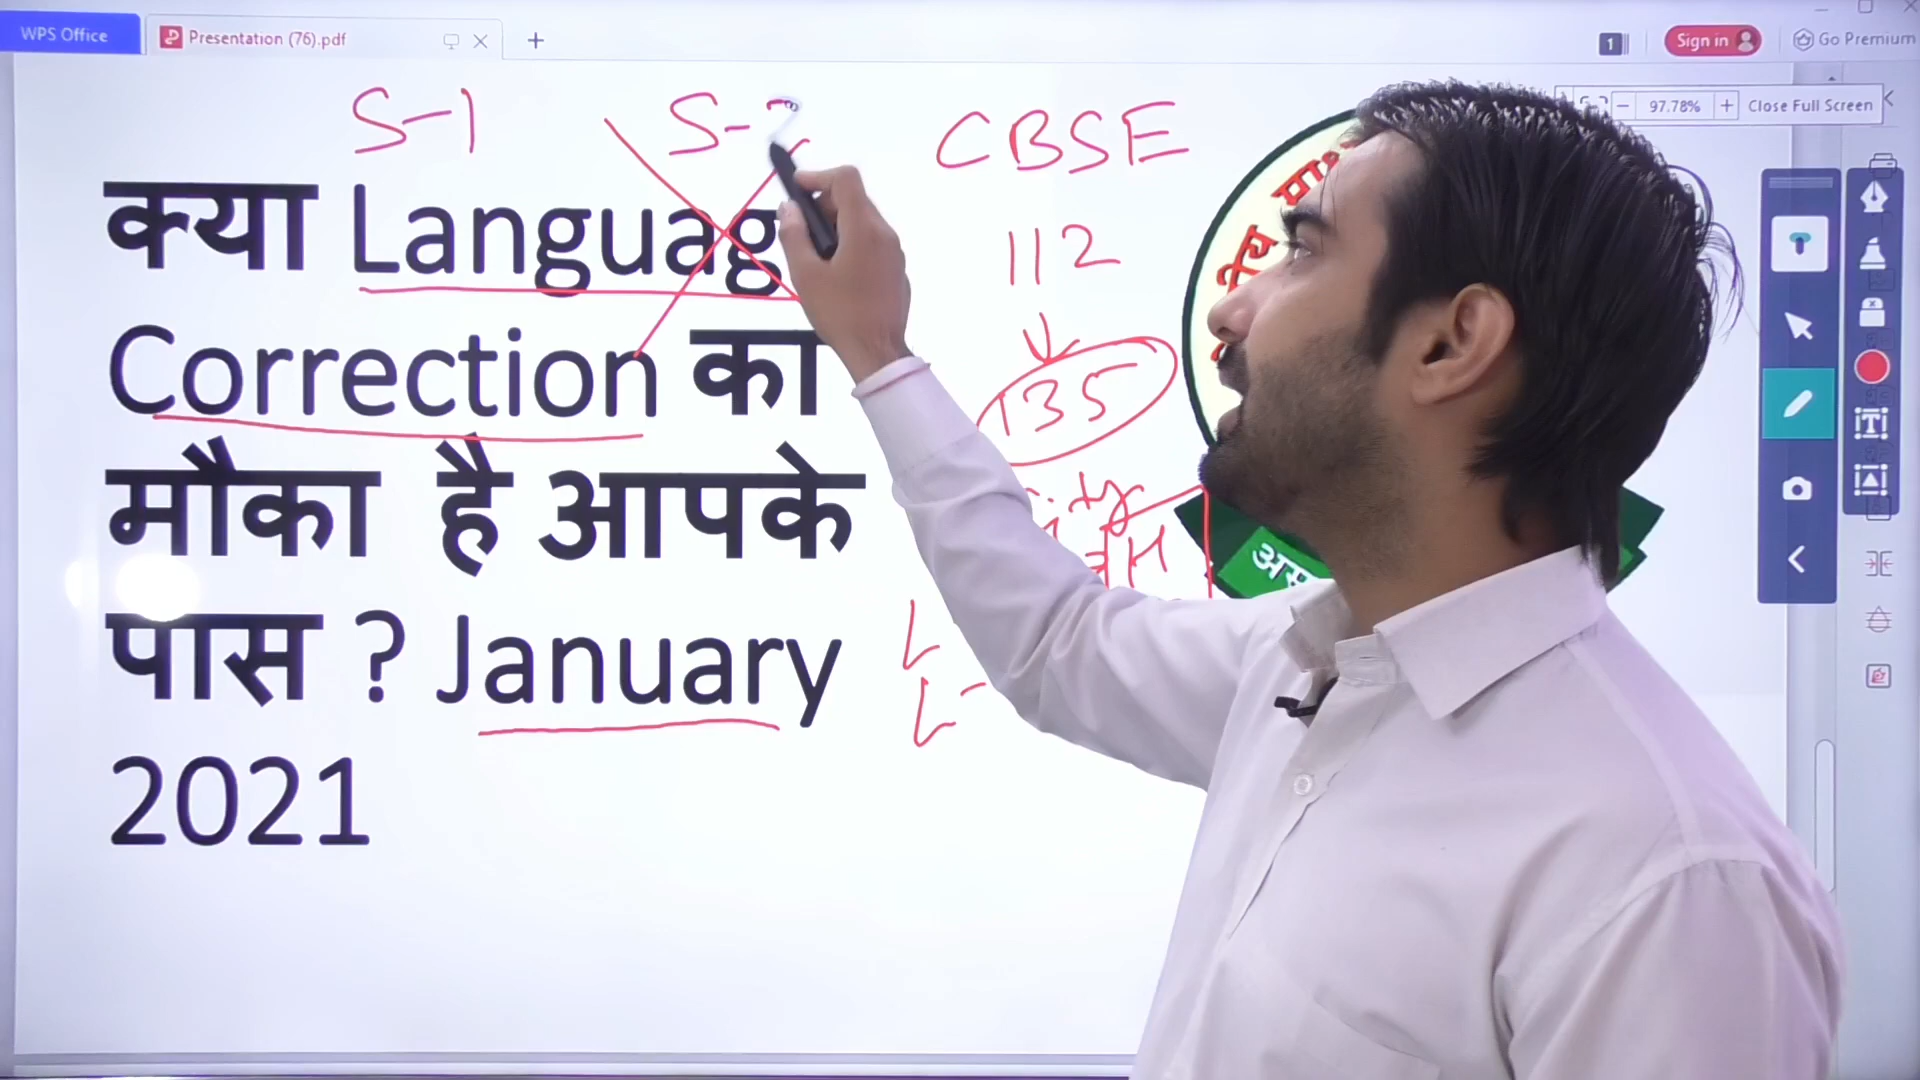 WPS Office
Presentation (76).pdf
1
Sign in
Go Premium
97.78%
Close Full Screen
S-1
S-2
CBSE
क्या Languag
112
Correction का
135
मौका है आपके
पास ? January
2021